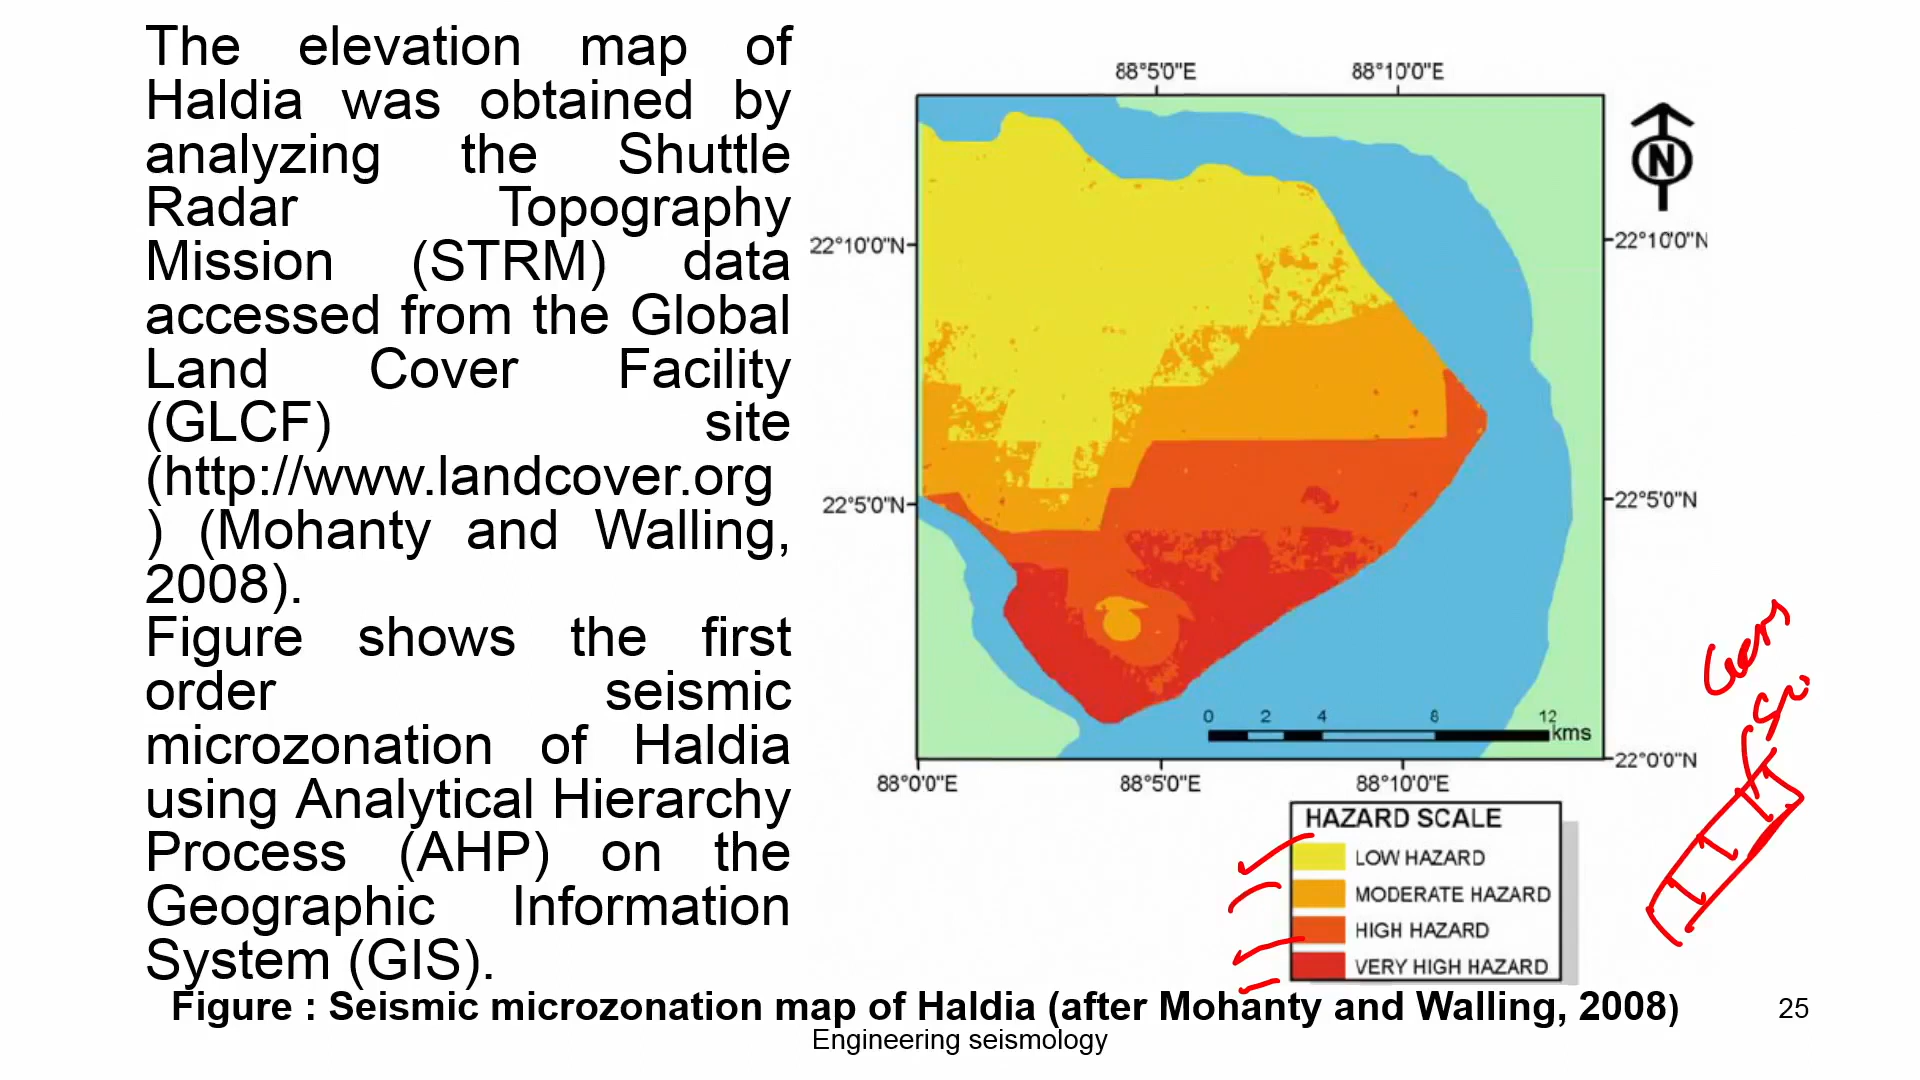 The elevation map of
Haldia was obtained by
analyzing the Shuttle
Radar Topography
Mission (STRM) data
accessed from the Global
Land Cover Facility
(GLCF) site
(http://www.landcover.org
) (Mohanty and Walling,
2008).
Figure shows the first
order seismic
microzonation of Haldia
using Analytical Hierarchy
Process (AHP) on the
Geographic Information
System (GIS).
88°5'0"E 88°10'0"E
N
22°10'0"N 22°10'0"N
22°5'0"N 22°5'0"N
0 2 4 8 12
kms
22°0'0"N
88°0'0"E 88°5'0"E 88°10'0"E
HAZARD SCALE
LOW HAZARD
MODERATE HAZARD
HIGH HAZARD
VERY HIGH HAZARD
Figure : Seismic microzonation map of Haldia (after Mohanty and Walling, 2008)
25
Engineering seismology